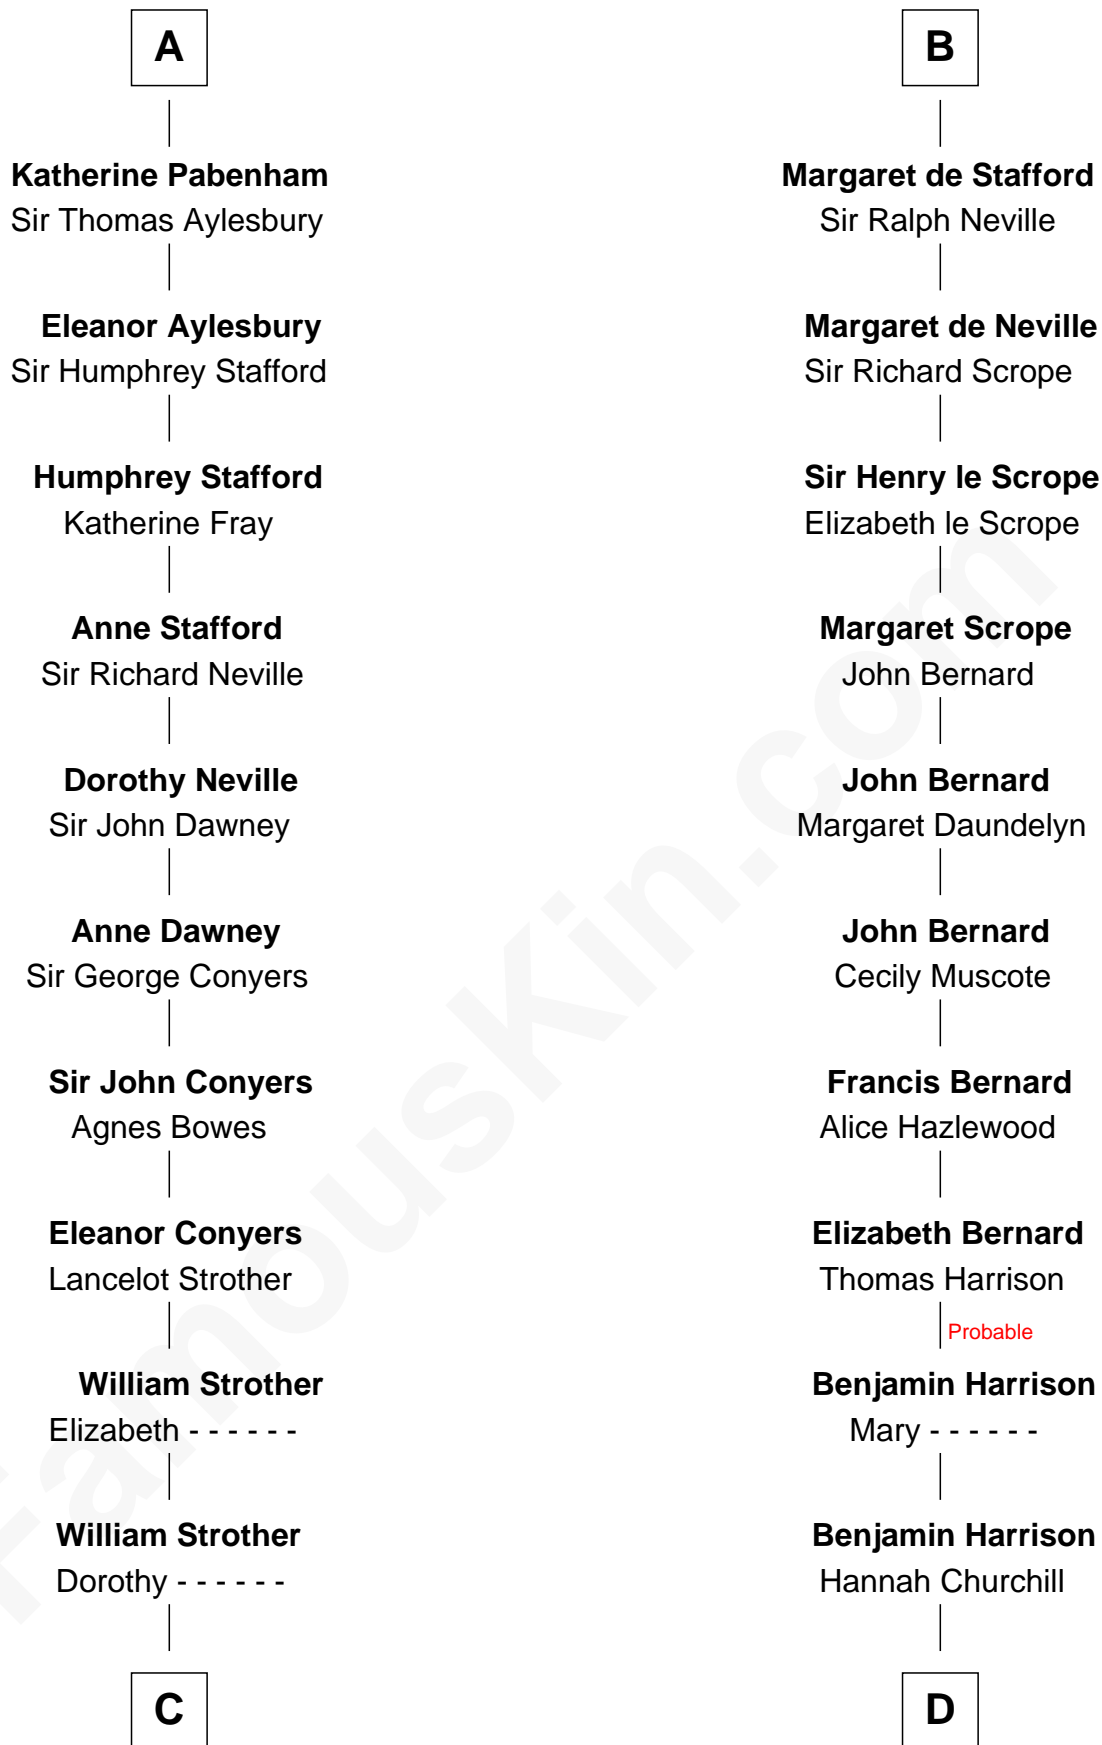 A
Katherine Pabenham
Sir Thomas Aylesbury
Eleanor Aylesbury
Sir Humphrey Stafford
Humphrey Stafford
Katherine Fray
Anne Stafford
Sir Richard Neville
Dorothy Neville
Sir John Dawney
Anne Dawney
Sir George Conyers
Sir John Conyers
Agnes Bowes
Eleanor Conyers
Lancelot Strother
William Strother
Elizabeth - - - - - -
William Strother
Dorothy - - - - - -
C
B
Margaret de Stafford
Sir Ralph Neville
Margaret de Neville
Sir Richard Scrope
Sir Henry le Scrope
Elizabeth le Scrope
Margaret Scrope
John Bernard
John Bernard
Margaret Daundelyn
John Bernard
Cecily Muscote
Francis Bernard
Alice Hazlewood
Elizabeth Bernard
Thomas Harrison
Probable
Benjamin Harrison
Mary - - - - - -
Benjamin Harrison
Hannah Churchill
D
FamousKin.com